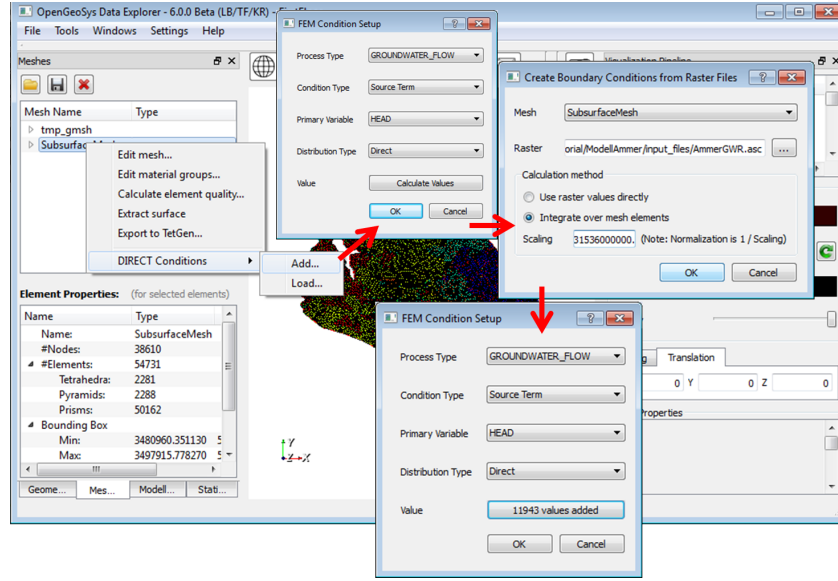 OpenGeoSys Data Explorer - 6.0.0 Beta (LB/TF/KR) -
File Tools Windows Settings Help
Meshes
Mesh Name Type
tmp_gmsh
Edit mesh...
Edit material groups...
Calculate element quality...
Extract surface
Export to TetGen...
DIRECT Conditions
Add...
Load...
Element Properties: (for selected elements)
Name Type
Name: SubsurfaceMesh
#Nodes: 38610
#Elements: 54731
Tetrahedra: 2281
Pyramids: 2288
Prisms: 50162
Bounding Box
Min: 3480960.351130 5
Max: 3497915.778270 5
Geome... Mes... Modell... Stati...
Y
Z X
FEM Condition Setup
Process Type GROUNDWATER_FLOW
Condition Type Source Term
Primary Variable HEAD
Distribution Type Direct
Value Calculate Values
OK Cancel
Create Boundary Conditions from Raster Files
Mesh SubsurfaceMesh
Raster orial/ModellAmmer/input_files/AmmerGWR.asc ...
Calculation method
Use raster values directly
Integrate over mesh elements
Scaling 31536000000. (Note: Normalization is 1 / Scaling)
OK Cancel
FEM Condition Setup
Process Type GROUNDWATER_FLOW
Condition Type Source Term
Primary Variable HEAD
Distribution Type Direct
Value 11943 values added
OK Cancel
Translation
0 Y 0 Z 0